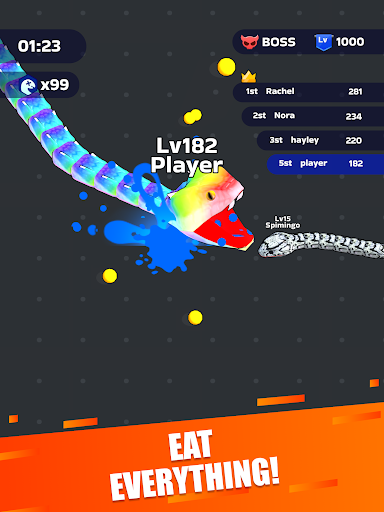 01:23
x99
BOSS
Lv 1000
1st Rachel 281
2st Nora 234
3st hayley 220
5st player 182
Lv182
Player
Lv15
Spimingo
EAT
EVERYTHING!